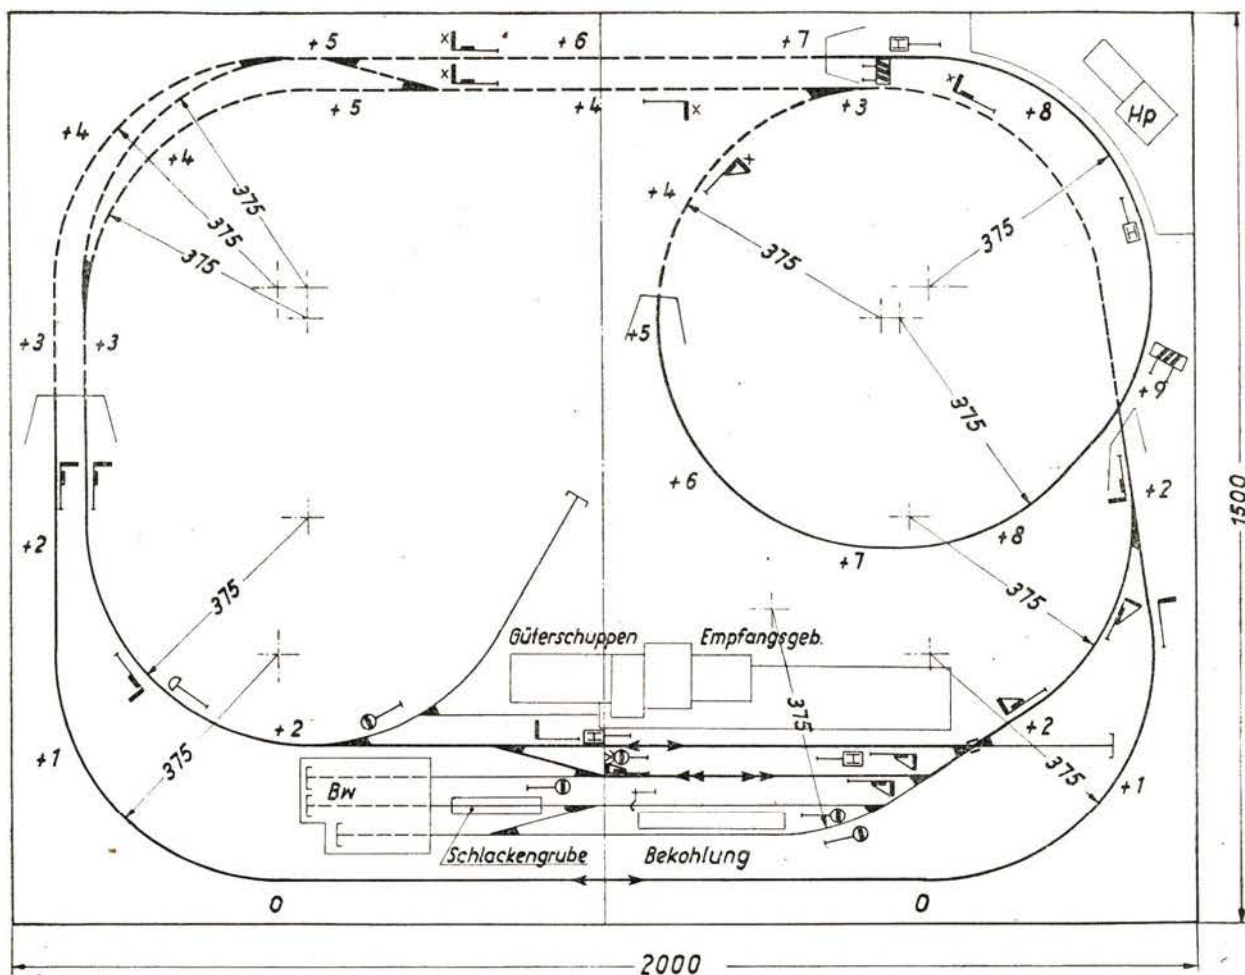 +5
+6
+7
x
x
+5
+4
x
+3
x
+8
Hp
+4
+4
x
+4
375
375
375
375
375
H
H
+3
+3
+5
+9
375
+6
+2
+2
+8
+7
1500
375
375
375
Güterschuppen
Empfangsgeb.
+2
+2
H
375
x
H
+1
375
375
+1
Bw
Schlackengrube
Bekohlung
0
0
2000